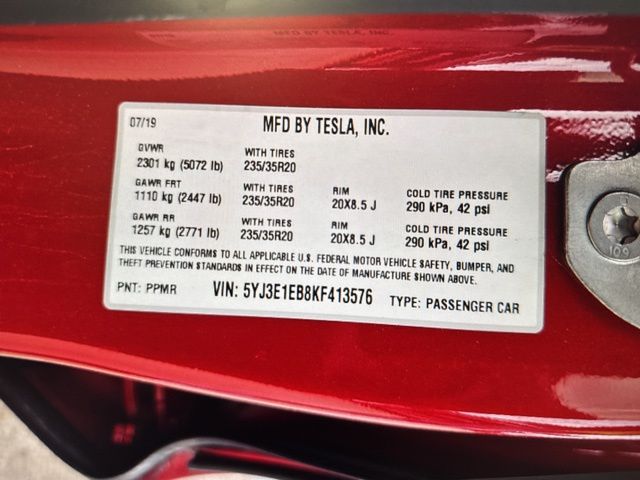 07/19 MFD BY TESLA, INC.
GVWR WITH TIRES
2301 kg (5072 lb) 235/35R20
GAWR FRT WITH TIRES RIM COLD TIRE PRESSURE
1110 kg (2447 lb) 235/35R20 20X8.5 J 290 kPa, 42 psi
GAWR RR WITH TIRES RIM COLD TIRE PRESSURE
1257 kg (2771 lb) 235/35R20 20X8.5 J 290 kPa, 42 psi
THIS VEHICLE CONFORMS TO ALL APPLICABLE U.S. FEDERAL MOTOR VEHICLE SAFETY, BUMPER, AND
THEFT PREVENTION STANDARDS IN EFFECT ON THE DATE OF MANUFACTURE SHOWN ABOVE.
PNT: PPMR VIN: 5YJ3E1EB8KF413576 TYPE: PASSENGER CAR
109